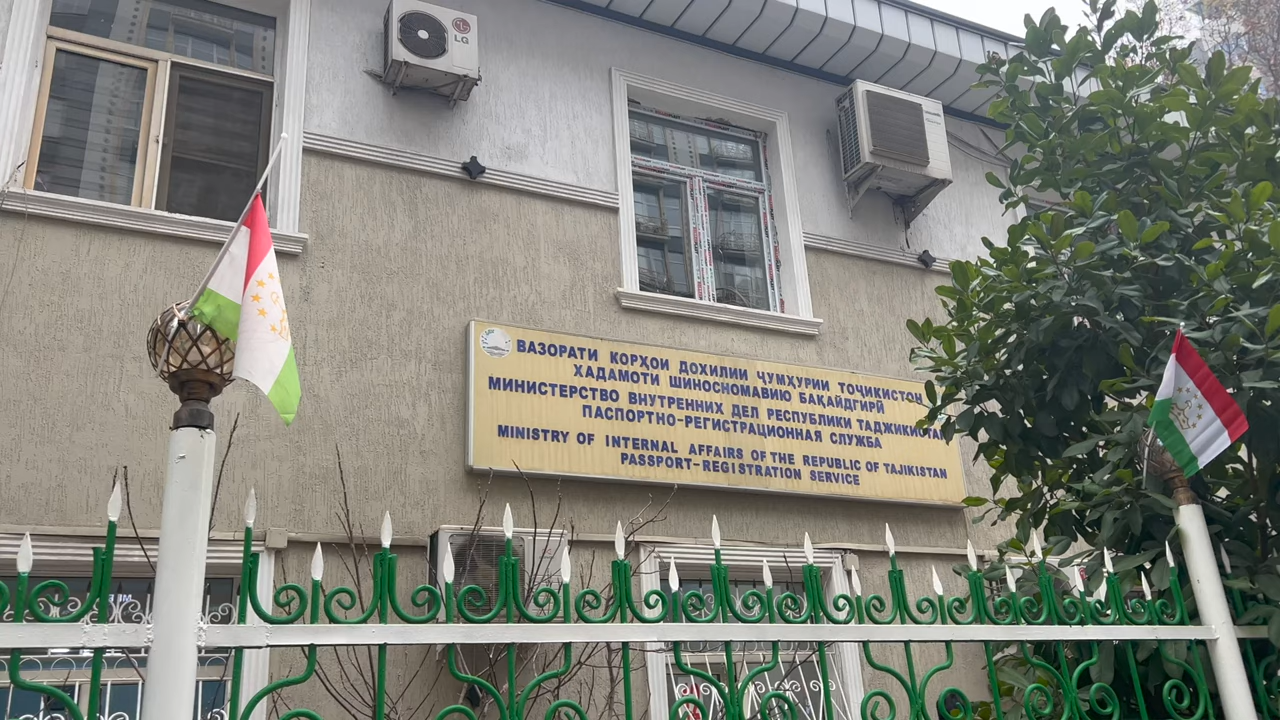 LG
ВАЗОРАТИ КОРҲОИ ДОХИЛИИ ҶУМҲУРИИ ТОҶИКИСТОН
ХАДАМОТИ ШИНОСНОМАВИЮ БАҚАЙДГИРӢ
МИНИСТЕРСТВО ВНУТРЕННИХ ДЕЛ РЕСПУБЛИКИ ТАДЖИКИСТАН
ПАСПОРТНО-РЕГИСТРАЦИОННАЯ СЛУЖБА
MINISTRY OF INTERNAL AFFAIRS OF THE REPUBLIC OF TAJIKISTAN
PASSPORT-REGISTRATION SERVICE